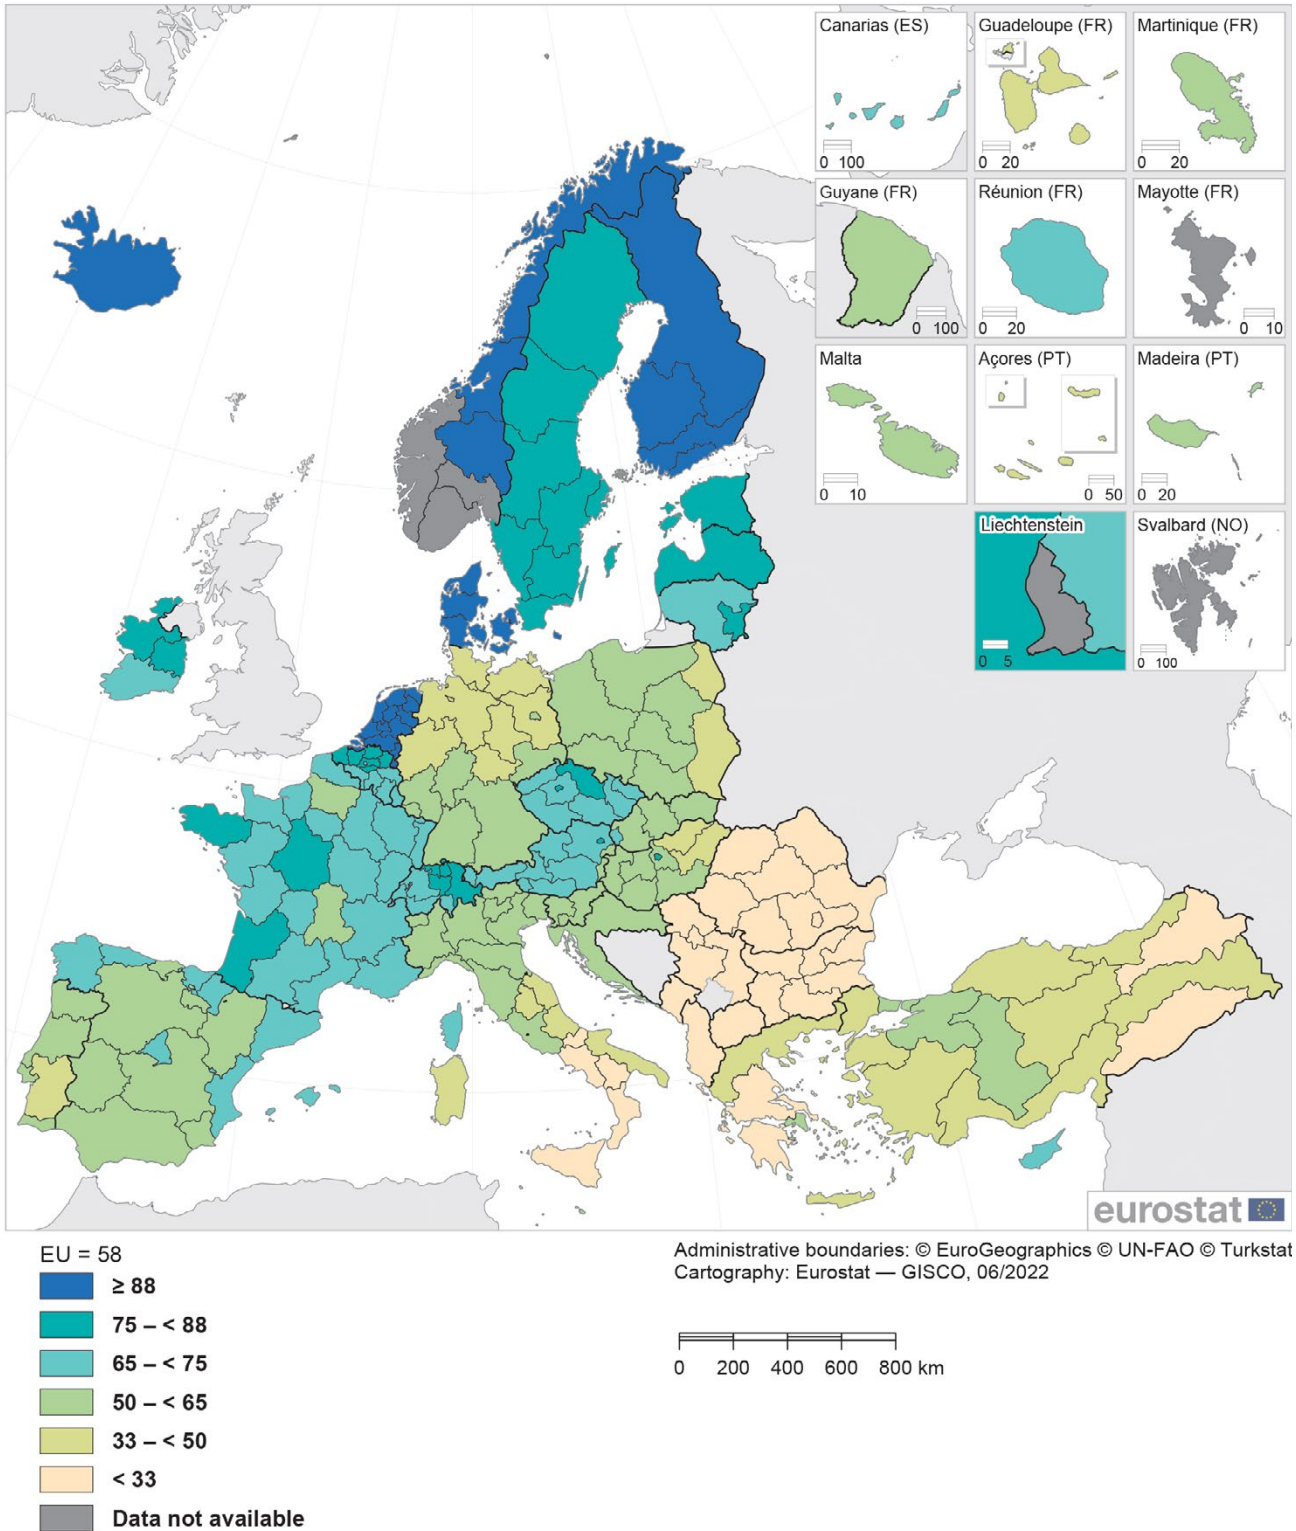 Canarias (ES)
0 100
Guadeloupe (FR)
0 20
Martinique (FR)
0 20
Guyane (FR)
0 100
Réunion (FR)
0 20
Mayotte (FR)
0 10
Malta
0 10
Açores (PT)
0 50
Madeira (PT)
0 20
Liechtenstein
0 5
Svalbard (NO)
0 100
eurostat
EU = 58
≥ 88
75 – < 88
65 – < 75
50 – < 65
33 – < 50
< 33
Data not available
Administrative boundaries: © EuroGeographics © UN-FAO © Turkstat
Cartography: Eurostat — GISCO, 06/2022
0 200 400 600 800 km